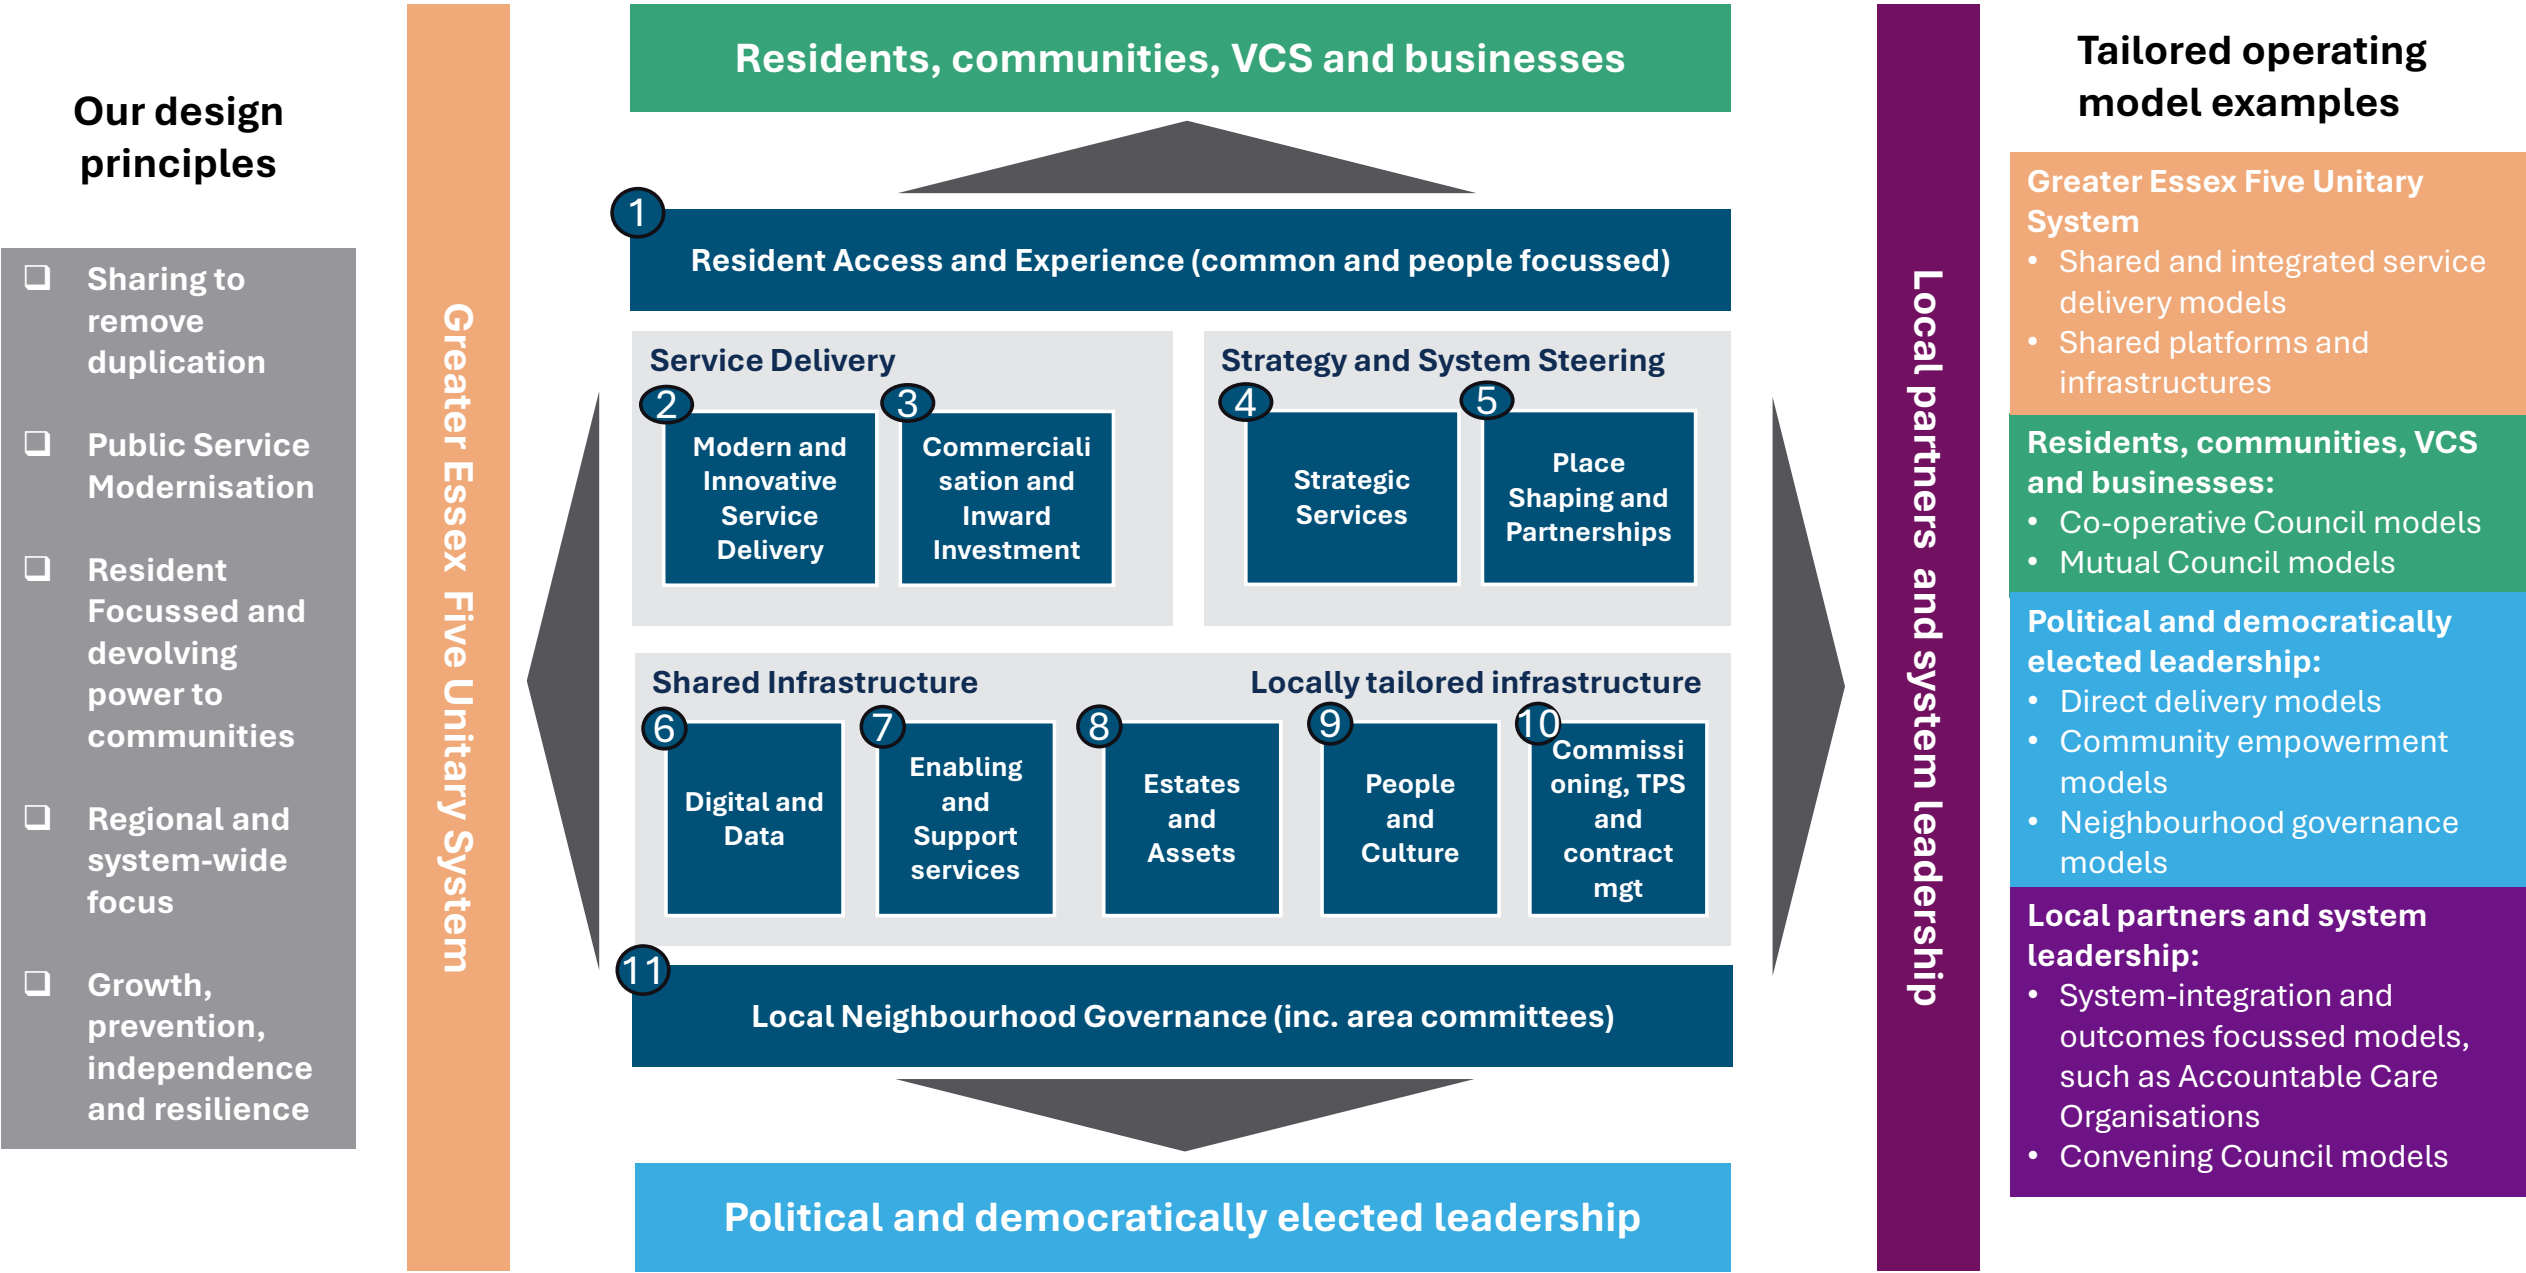 Our design
principles
❑ Sharing to
remove
duplication
❑ Public Service
Modernisation
❑ Resident
Focussed and
devolving
power to
communities
❑ Regional and
system-wide
focus
❑ Growth,
prevention,
independence
and resilience
Greater Essex Five Unitary System
Residents, communities, VCS and businesses
1
Resident Access and Experience (common and people focussed)
Service Delivery
2
Modern and
Innovative
Service
Delivery
3
Commerciali
sation and
Inward
Investment
Strategy and System Steering
4
Strategic
Services
5
Place
Shaping and
Partnerships
Shared Infrastructure
Locally tailored infrastructure
6
Digital and
Data
7
Enabling
and
Support
services
8
Estates
and
Assets
9
People
and
Culture
10
Commissi
oning, TPS
and
contract
mgt
11
Local Neighbourhood Governance (inc. area committees)
Political and democratically elected leadership
Local partners and system leadership
Tailored operating
model examples
Greater Essex Five Unitary
System
• Shared and integrated service
delivery models
• Shared platforms and
infrastructures
Residents, communities, VCS
and businesses:
• Co-operative Council models
• Mutual Council models
Political and democratically
elected leadership:
• Direct delivery models
• Community empowerment
models
• Neighbourhood governance
models
Local partners and system
leadership:
• System-integration and
outcomes focussed models,
such as Accountable Care
Organisations
• Convening Council models